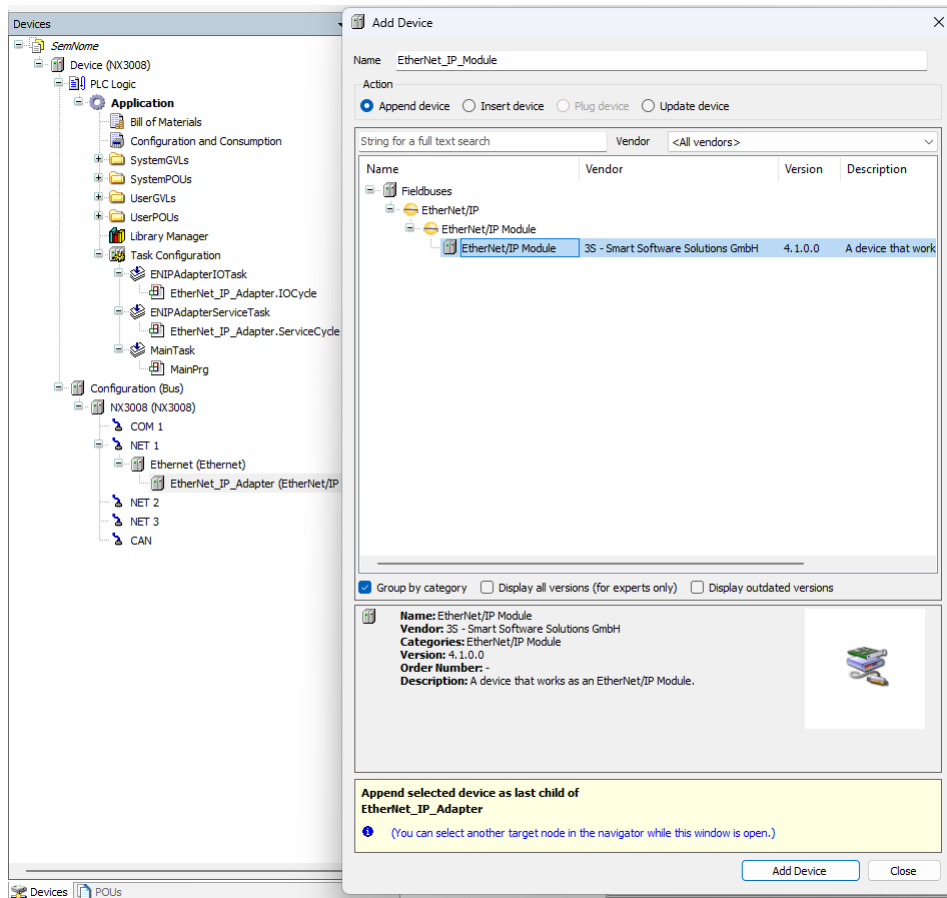 Devices
SemNome
Device (NX3008)
PLC Logic
Application
Bill of Materials
Configuration and Consumption
SystemGVLs
SystemPOUs
UserGVLs
UserPOUs
Library Manager
Task Configuration
ENIPAdapterIOTask
EtherNet_IP_Adapter.IOCycle
ENIPAdapterServiceTask
EtherNet_IP_Adapter.ServiceCycle
MainTask
MainPrg
Configuration (Bus)
NX3008 (NX3008)
COM 1
NET 1
Ethernet (Ethernet)
EtherNet_IP_Adapter (EtherNet/IP
NET 2
NET 3
CAN
Devices POUs
Add Device
Name EtherNet_IP_Module
Action
Append device Insert device Plug device Update device
String for a full text search Vendor <All vendors>
Name Vendor Version Description
Fieldbuses
EtherNet/IP
EtherNet/IP Module
EtherNet/IP Module 3S - Smart Software Solutions GmbH 4.1.0.0 A device that work
Group by category Display all versions (for experts only) Display outdated versions
Name: EtherNet/IP Module
Vendor: 3S - Smart Software Solutions GmbH
Categories: EtherNet/IP Module
Version: 4.1.0.0
Order Number: -
Description: A device that works as an EtherNet/IP Module.
Append selected device as last child of
EtherNet_IP_Adapter
(You can select another target node in the navigator while this window is open.)
Add Device Close